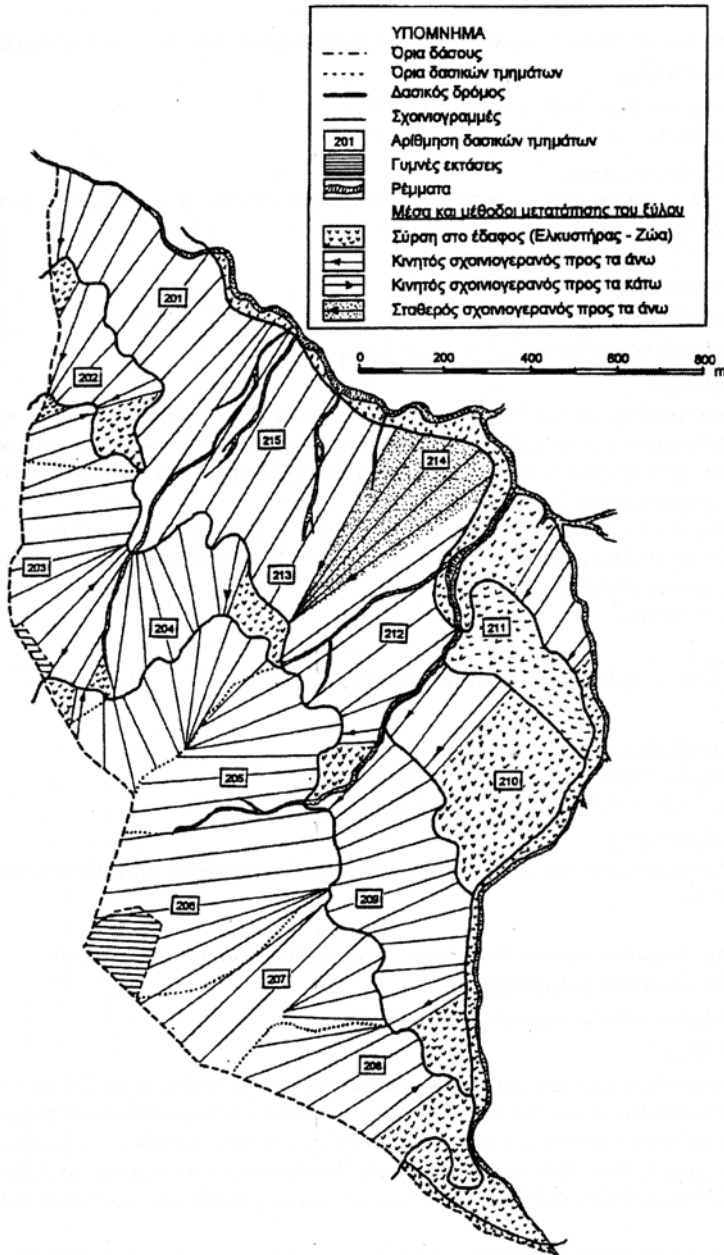 ΥΠΟΜΝΗΜΑ
Όρια δάσους
Όρια δασικών τμημάτων
Δασικός δρόμος
Σχοινιογραμμές
201 Αρίθμηση δασικών τμημάτων
Γυμνές εκτάσεις
Ρέμματα
Μέσα και μέθοδοι μετατόπισης του ξύλου
Σύρση στο έδαφος (Ελκυστήρας - Ζώα)
Κινητός σχοινιογερανός προς τα άνω
Κινητός σχοινιογερανός προς τα κάτω
Σταθερός σχοινιογερανός προς τα άνω
0 200 400 600 800
m
201
202
215
214
203
213
204
212
211
205
210
206
209
207
208